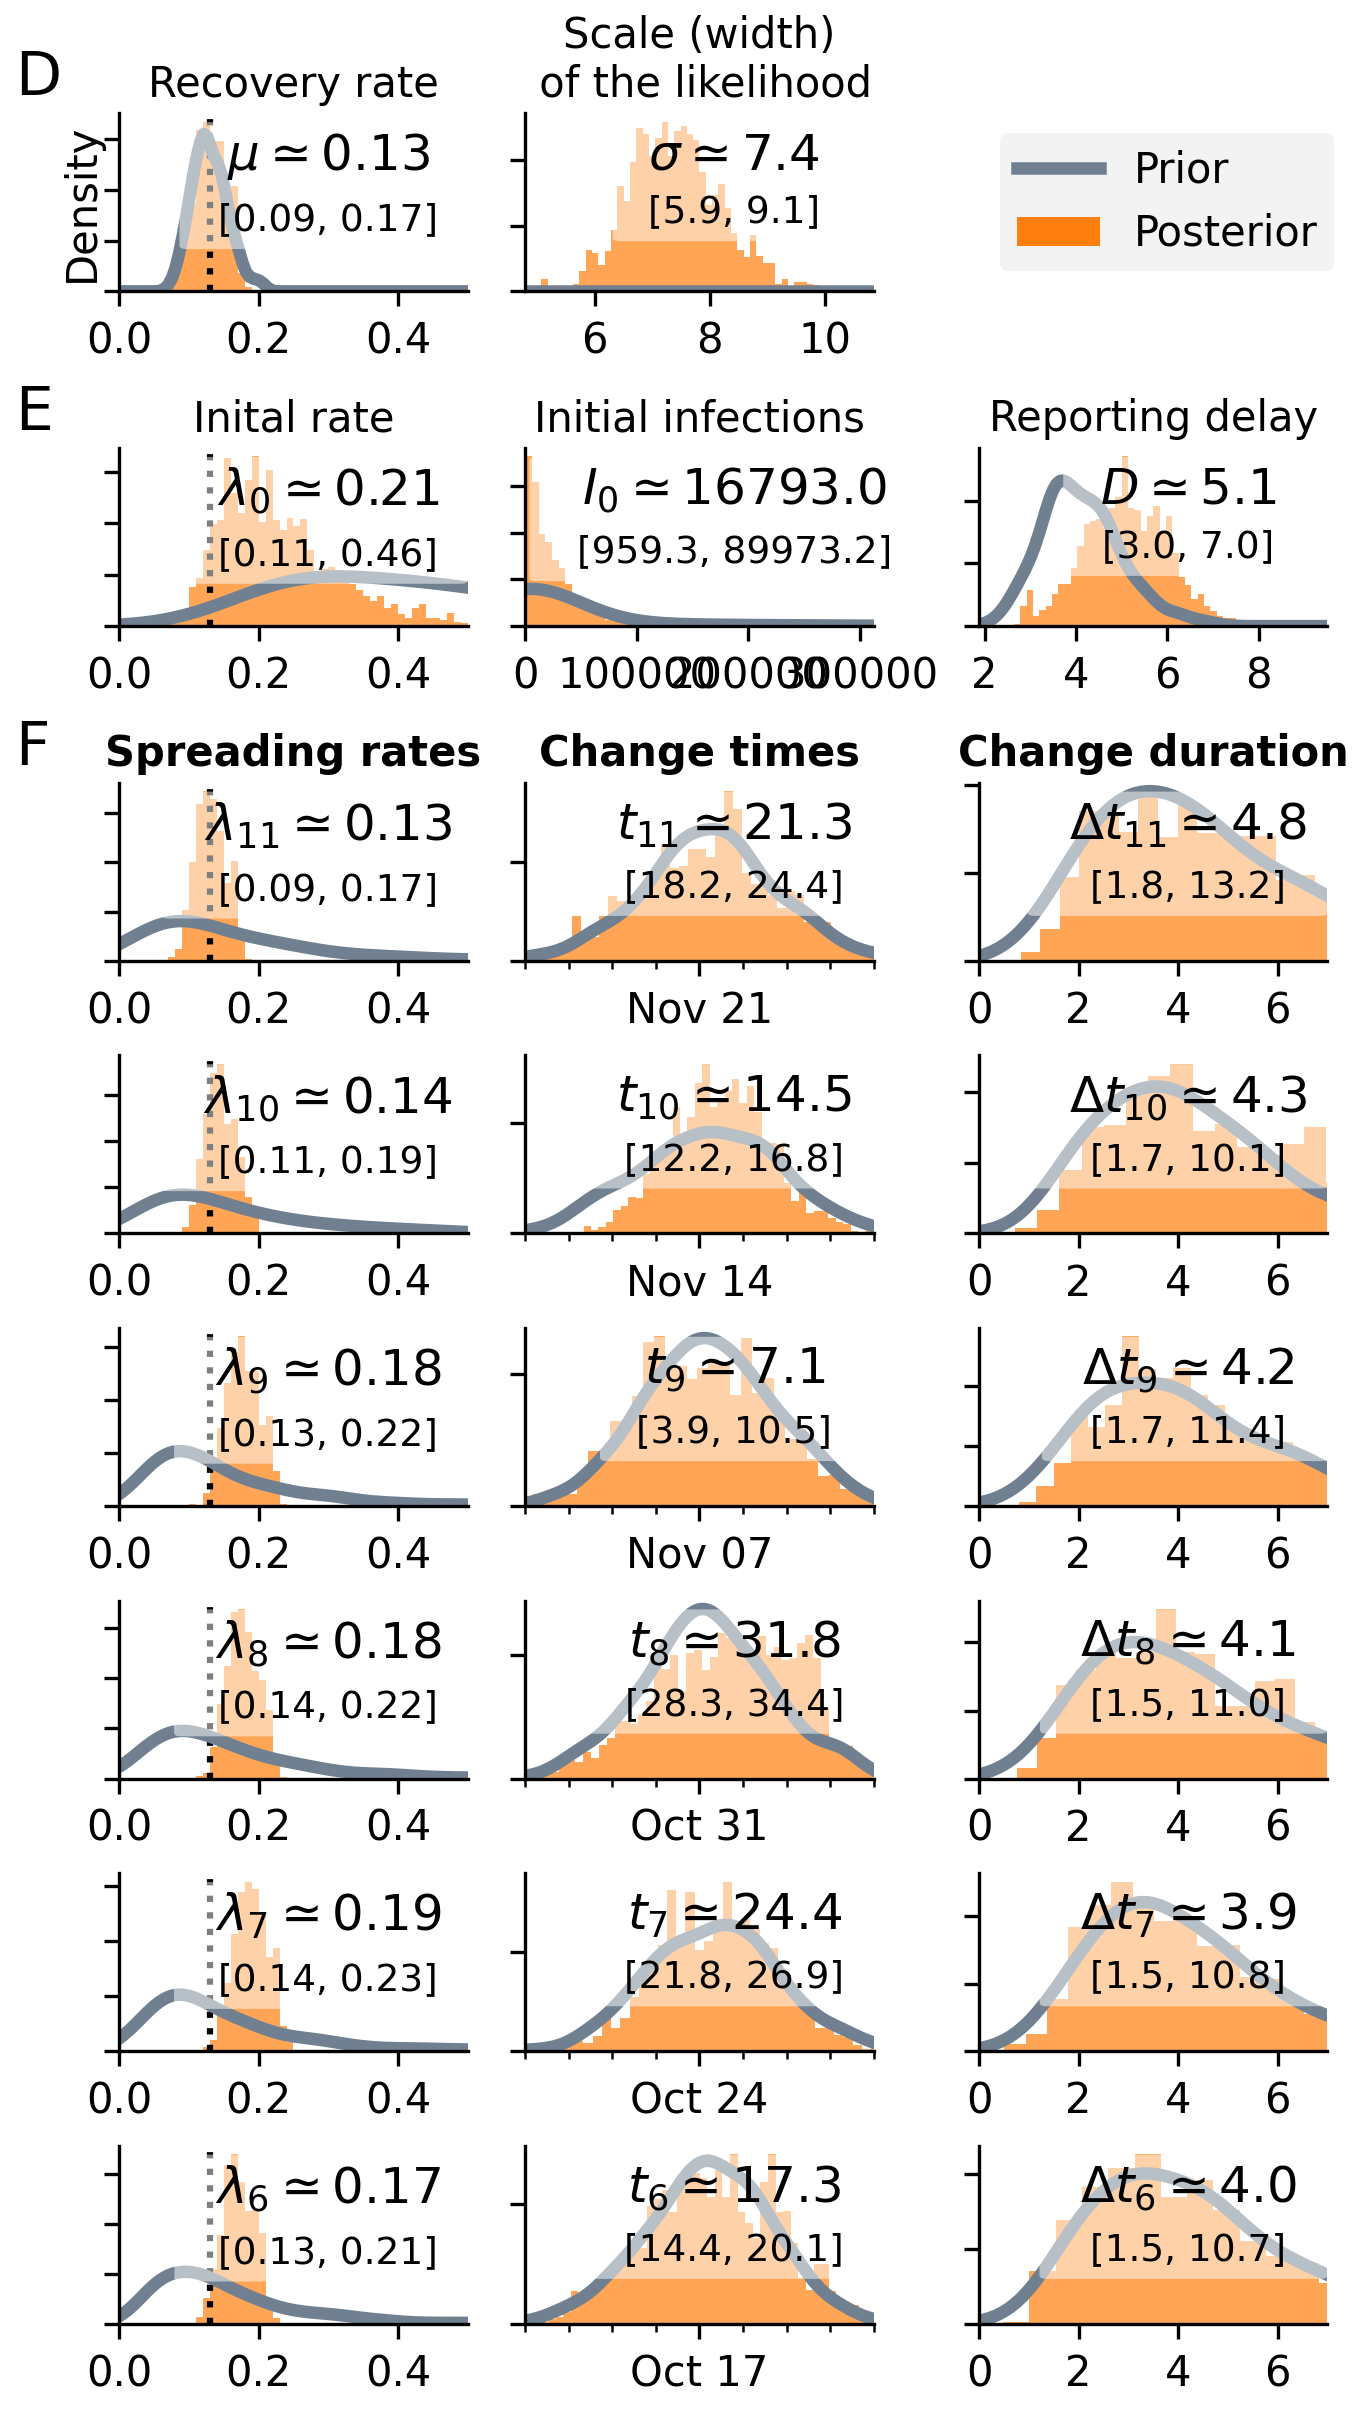 D
Recovery rate
Scale (width)
of the likelihood
Density
μ ≃ 0.13
[0.09, 0.17]
0.0 0.2 0.4
σ ≃ 7.4
[5.9, 9.1]
6 8 10
Prior
Posterior
E
Inital rate
Initial infections
Reporting delay
λ0 ≃ 0.21
[0.11, 0.46]
0.0 0.2 0.4
I0 ≃ 16793.0
[959.3, 89973.2]
0 100000 200000 300000
D ≃ 5.1
[3.0, 7.0]
2 4 6 8
F
Spreading rates
Change times
Change duration
λ11 ≃ 0.13
[0.09, 0.17]
0.0 0.2 0.4
t11 ≃ 21.3
[18.2, 24.4]
Nov 21
Δt11 ≃ 4.8
[1.8, 13.2]
0 2 4 6
λ10 ≃ 0.14
[0.11, 0.19]
0.0 0.2 0.4
t10 ≃ 14.5
[12.2, 16.8]
Nov 14
Δt10 ≃ 4.3
[1.7, 10.1]
0 2 4 6
λ9 ≃ 0.18
[0.13, 0.22]
0.0 0.2 0.4
t9 ≃ 7.1
[3.9, 10.5]
Nov 07
Δt9 ≃ 4.2
[1.7, 11.4]
0 2 4 6
λ8 ≃ 0.18
[0.14, 0.22]
0.0 0.2 0.4
t8 ≃ 31.8
[28.3, 34.4]
Oct 31
Δt8 ≃ 4.1
[1.5, 11.0]
0 2 4 6
λ7 ≃ 0.19
[0.14, 0.23]
0.0 0.2 0.4
t7 ≃ 24.4
[21.8, 26.9]
Oct 24
Δt7 ≃ 3.9
[1.5, 10.8]
0 2 4 6
λ6 ≃ 0.17
[0.13, 0.21]
0.0 0.2 0.4
t6 ≃ 17.3
[14.4, 20.1]
Oct 17
Δt6 ≃ 4.0
[1.5, 10.7]
0 2 4 6